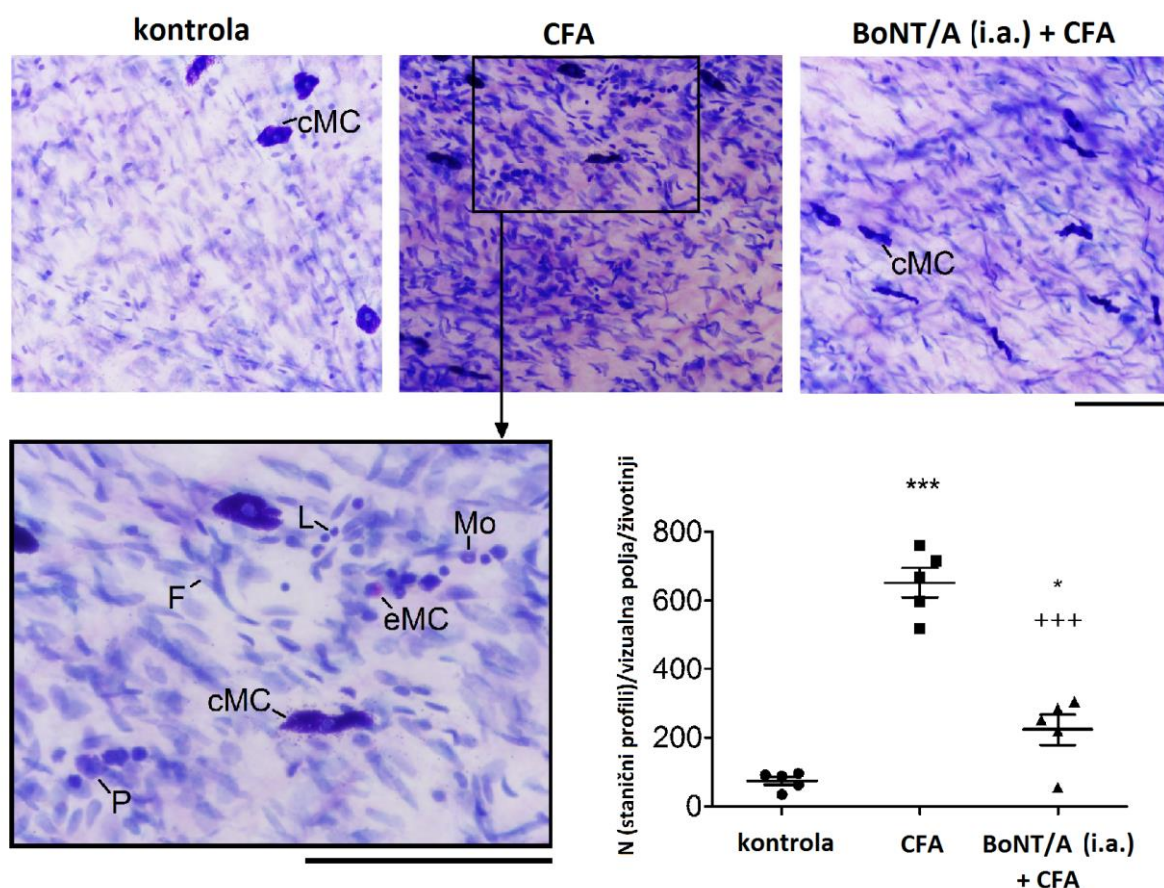 kontrola
CFA
BoNT/A (i.a.) + CFA
cMC
cMC
L
Mo
F
eMC
cMC
P
N (stanični profili)/vizualna polja/životinji
800
600
400
200
0
***
*
+++
kontrola
CFA
BoNT/A (i.a.)
+ CFA